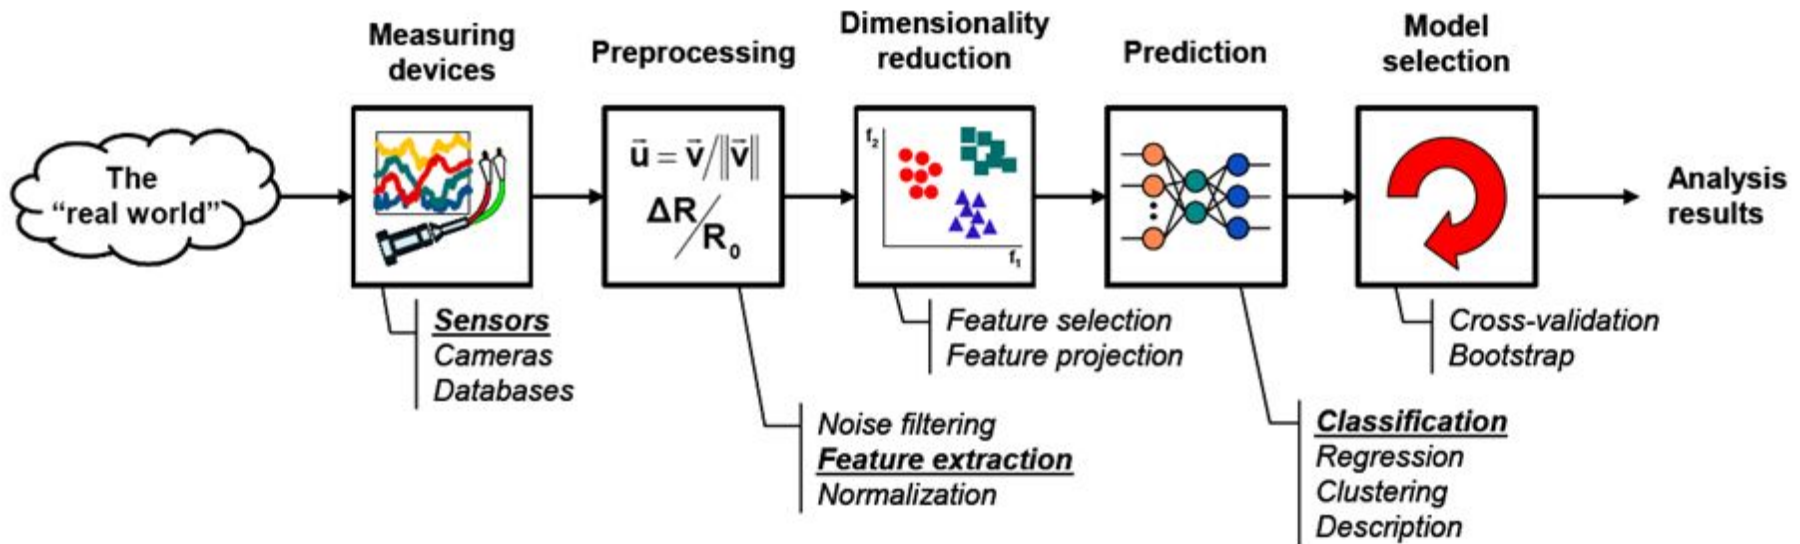 Measuring
devices
Preprocessing
Dimensionality
reduction
Prediction
Model
selection
The
“real world”
u⃗ = v⃗/‖v⃗‖
ΔR/R₀
f₂
f₁
Analysis
results
Sensors
Cameras
Databases
Noise filtering
Feature extraction
Normalization
Feature selection
Feature projection
Classification
Regression
Clustering
Description
Cross-validation
Bootstrap